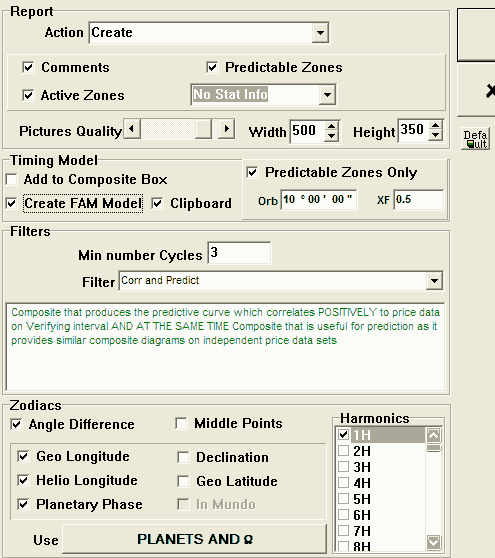 Report
Action Create
Comments Predictable Zones
Active Zones No Stat Info
Pictures Quality Width 500 Height 350
Defa
ult
Timing Model
Add to Composite Box
Predictable Zones Only
Create FAM Model Clipboard
Orb 10 ° 00 ' 00 " XF 0.5
Filters
Min number Cycles 3
Filter Corr and Predict
Composite that produces the predictive curve which correlates POSITIVELY to price data
on Verifying interval AND AT THE SAME TIME Composite that is useful for prediction as it
provides similar composite diagrams on independent price data sets
Zodiacs
Angle Difference Middle Points
Geo Longitude Declination
Helio Longitude Geo Latitude
Planetary Phase In Mundo
Use PLANETS AND Ω
Harmonics
1H
2H
3H
4H
5H
6H
7H
8H